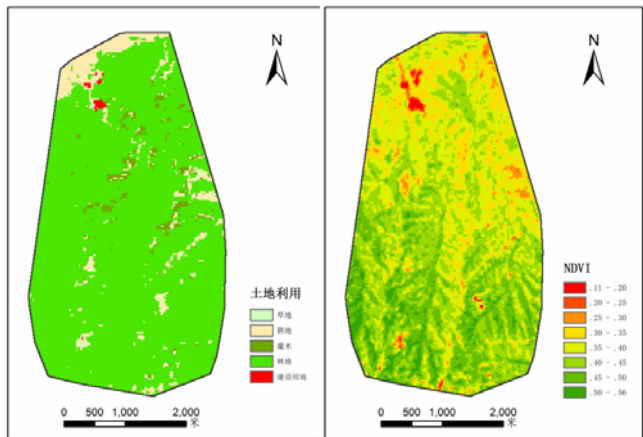 N
土地利用
草地
耕地
灌木
林地
建设用地
0 500 1,000 2,000
米
N
NDVI
.11 - .20
.20 - .25
.25 - .30
.30 - .35
.35 - .40
.40 - .45
.45 - .50
.50 - .56
0 500 1,000 2,000
米